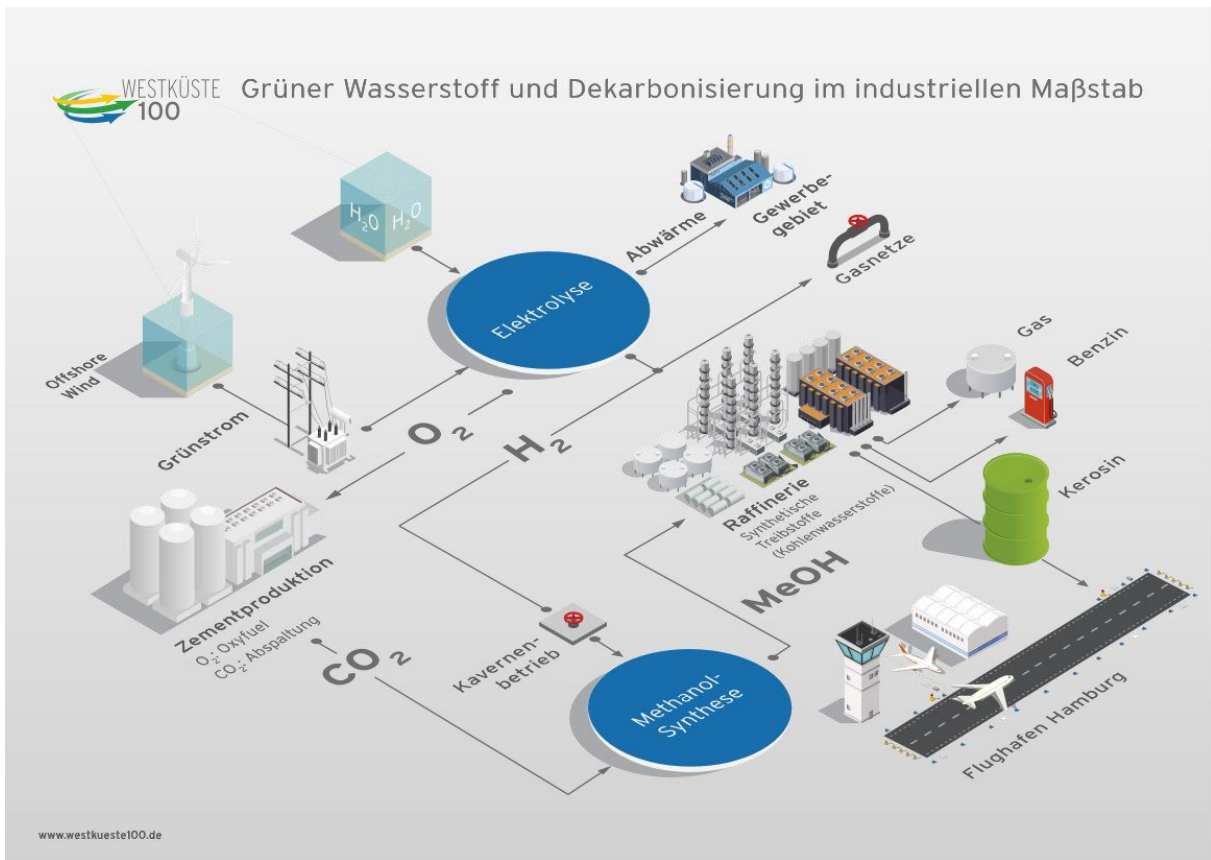 WESTKÜSTE
100
Grüner Wasserstoff und Dekarbonisierung im industriellen Maßstab
H₂O H₂O
Elektrolyse
Abwärme
Gewerbe-
gebiet
Gasnetze
Offshore
Wind
Grünstrom
O₂
H₂
Gas
Benzin
Kerosin
Raffinerie
Synthetische
Treibstoffe
(Kohlenwasserstoffe)
Zementproduktion
O₂: Oxyfuel
CO₂: Abspaltung
CO₂
Kavernen-
betrieb
MeOH
Methanol-
Synthese
Flughafen Hamburg
www.westkueste100.de